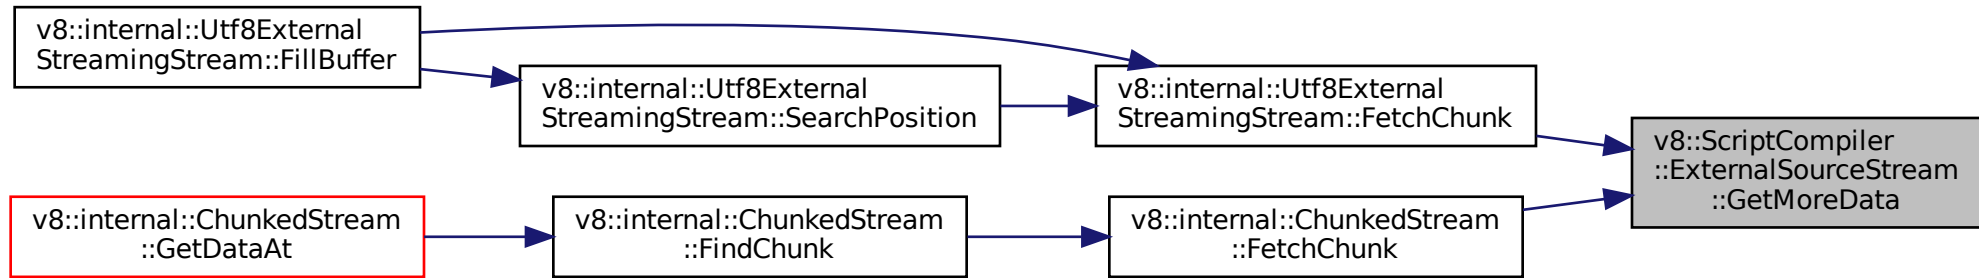 v8::internal::Utf8External
StreamingStream::FillBuffer
v8::internal::Utf8External
StreamingStream::SearchPosition
v8::internal::Utf8External
StreamingStream::FetchChunk
v8::ScriptCompiler
::ExternalSourceStream
::GetMoreData
v8::internal::ChunkedStream
::GetDataAt
v8::internal::ChunkedStream
::FindChunk
v8::internal::ChunkedStream
::FetchChunk